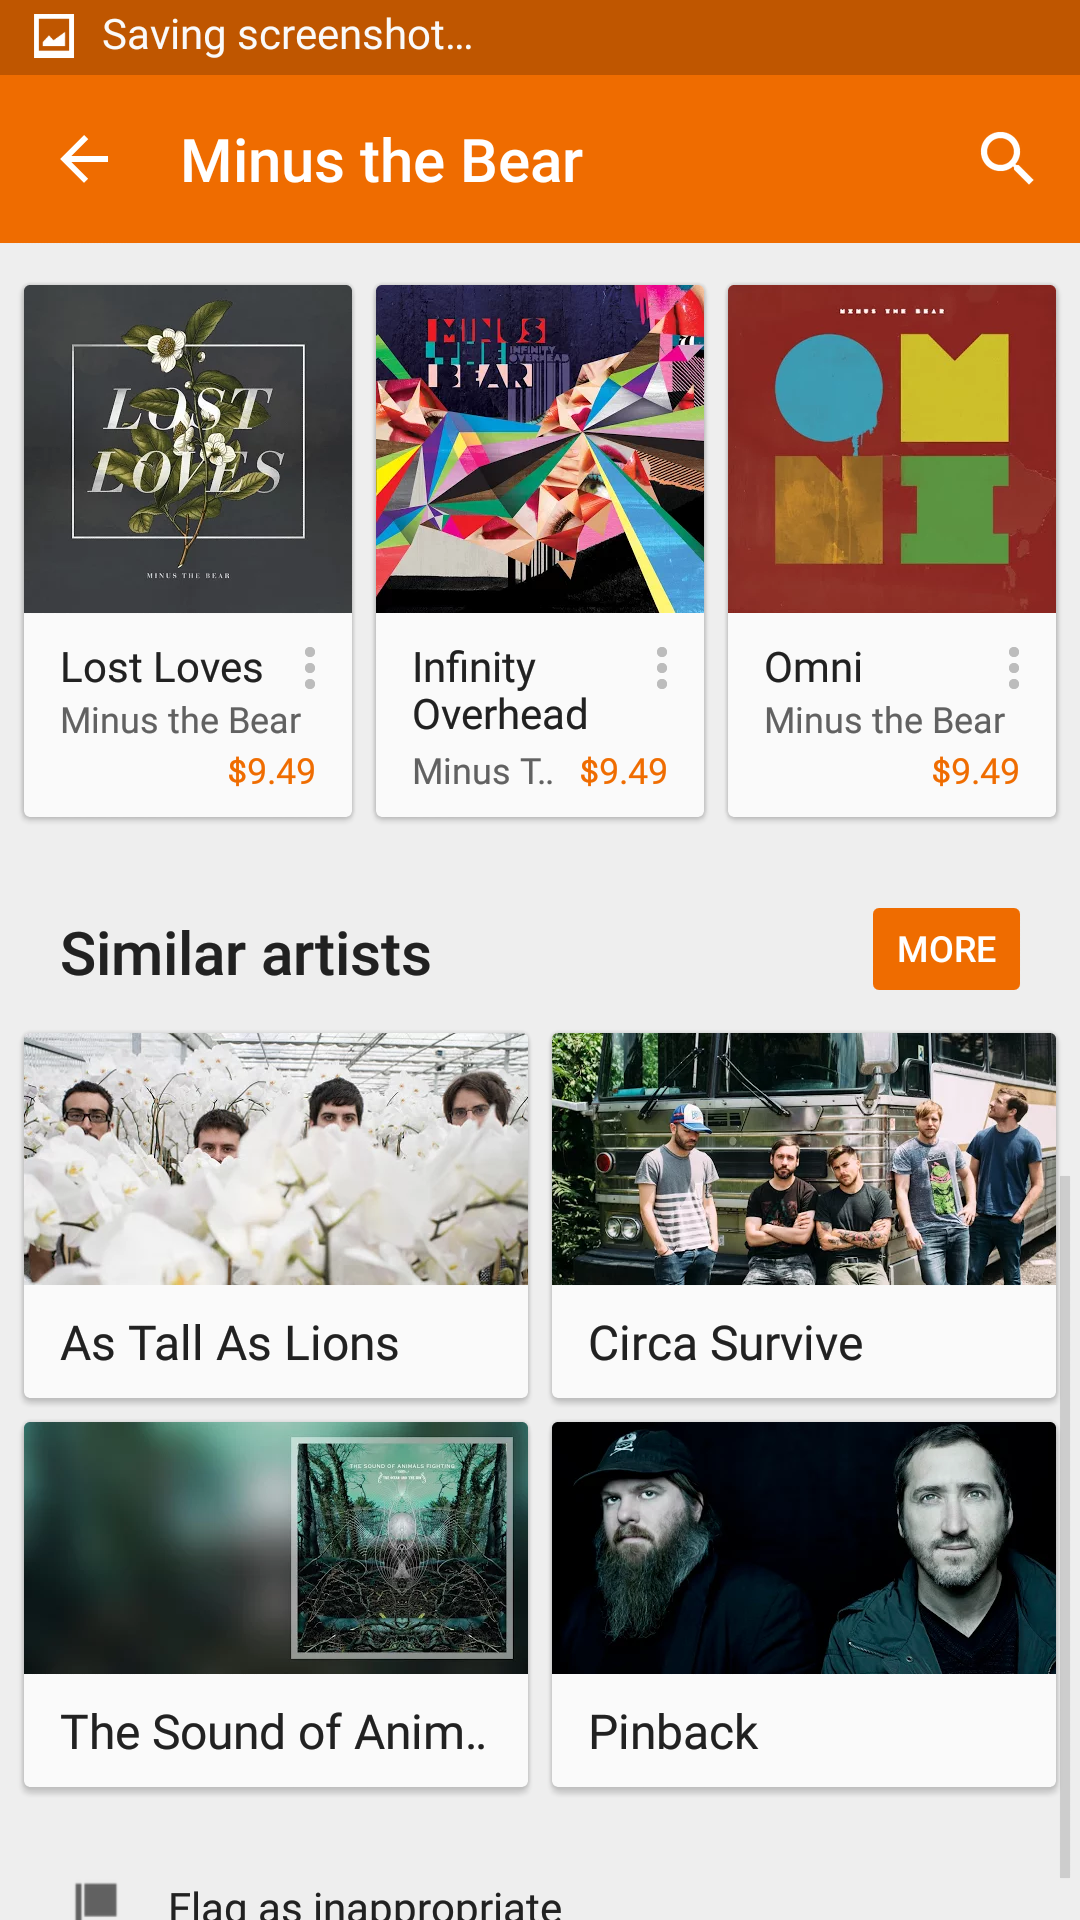 Saving screenshot...
Minus the Bear
LOST
LOVES
MINUS THE BEAR
MINUS
THE
BEAR
INFINITY
OVERHEAD
MINUS THE BEAR
OMNI
Lost Loves
Minus the Bear
$9.49
Infinity
Overhead
Minus T.. $9.49
Omni
Minus the Bear
$9.49
Similar artists
MORE
As Tall As Lions
Circa Survive
THE SOUND OF ANIMALS FIGHTING
The Sound of Anim..
Pinback
Flag as inappropriate